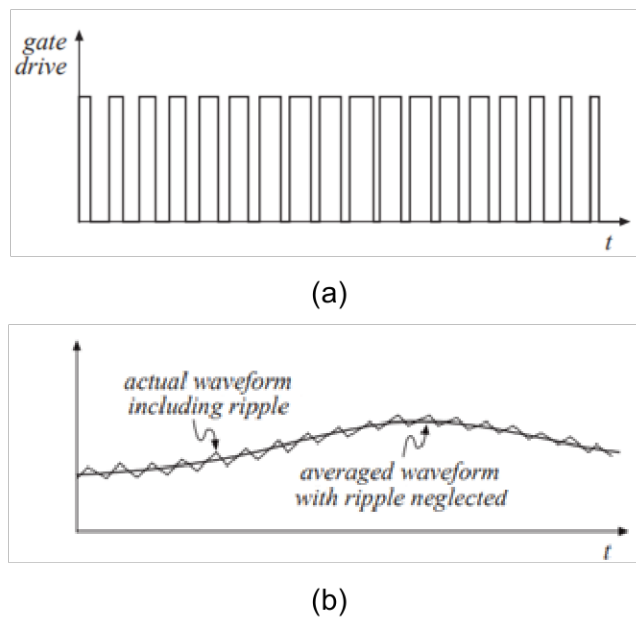 gate
drive
t
(a)
actual waveform
including ripple
averaged waveform
with ripple neglected
t
(b)